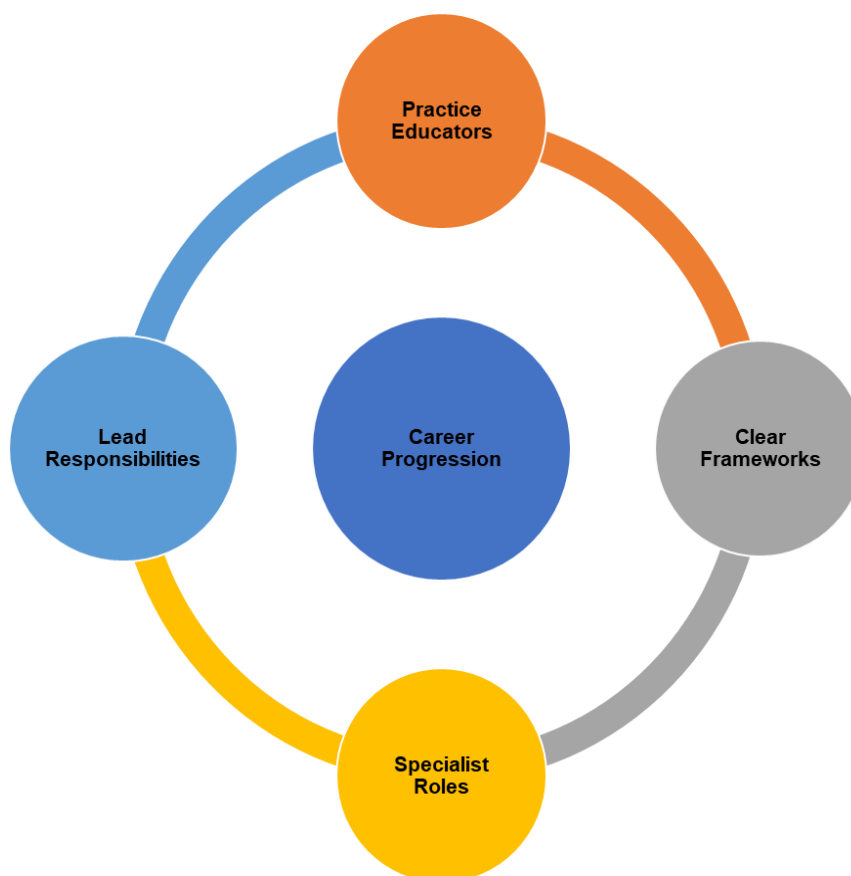 Practice
Educators
Lead
Responsibilities
Career
Progression
Clear
Frameworks
Specialist
Roles